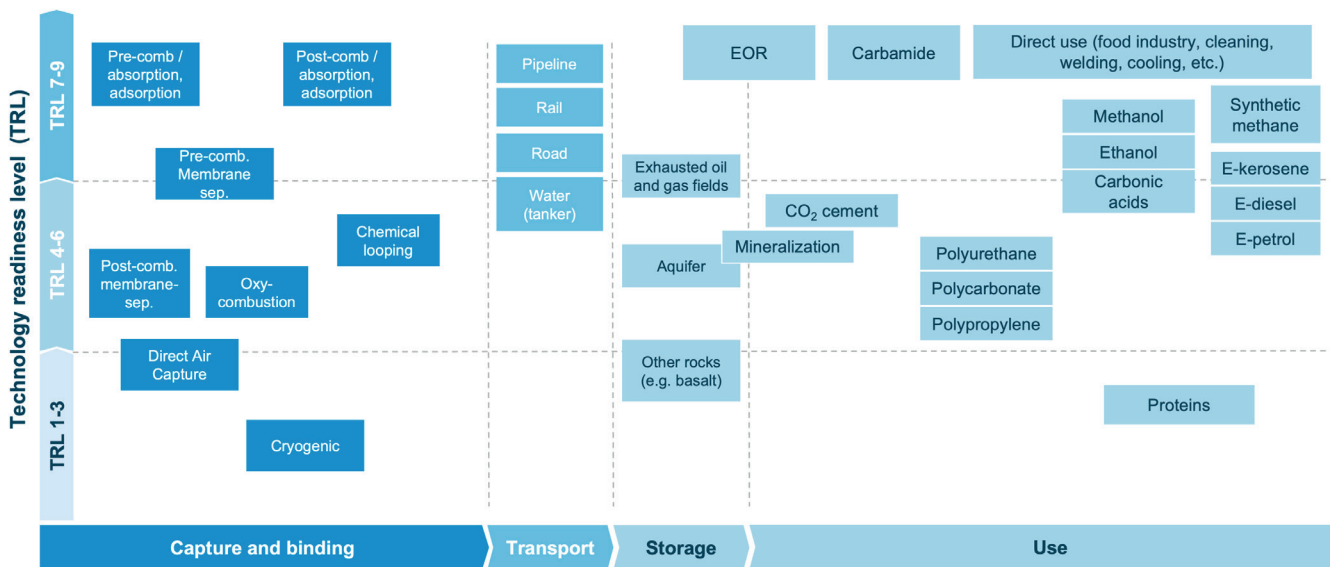 Technology readiness level (TRL)
TRL 7-9
TRL 4-6
TRL 1-3
Pre-comb /
absorption,
adsorption
Post-comb /
absorption,
adsorption
Pre-comb.
Membrane
sep.
Chemical
looping
Post-comb.
membrane-
sep.
Oxy-
combustion
Direct Air
Capture
Cryogenic
Pipeline
Rail
Road
Water
(tanker)
Exhausted oil
and gas fields
Aquifer
Other rocks
(e.g. basalt)
EOR
Carbamide
Direct use (food industry, cleaning,
welding, cooling, etc.)
Methanol
Ethanol
Carbonic
acids
Synthetic
methane
E-kerosene
E-diesel
E-petrol
CO₂ cement
Mineralization
Polyurethane
Polycarbonate
Polypropylene
Proteins
Capture and binding
Transport
Storage
Use